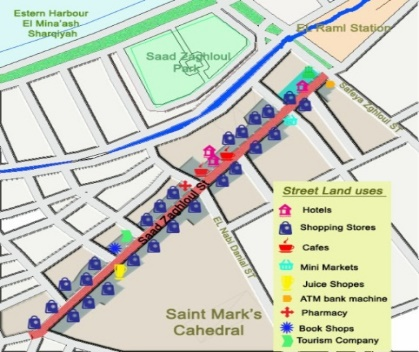 Estern Harbour
El Mina'ash
Sharqiyah
El Raml Station
Saad Zaghloul
Park
Safeya Zghloul ST
Saad Zaghloul ST
EL Nabi Danial ST
Saint Mark's
Cahedral
Street Land uses
Hotels
Shopping Stores
Cafes
Mini Markets
Juice Shopes
ATM bank machine
Pharmacy
Book Shops
Tourism Company